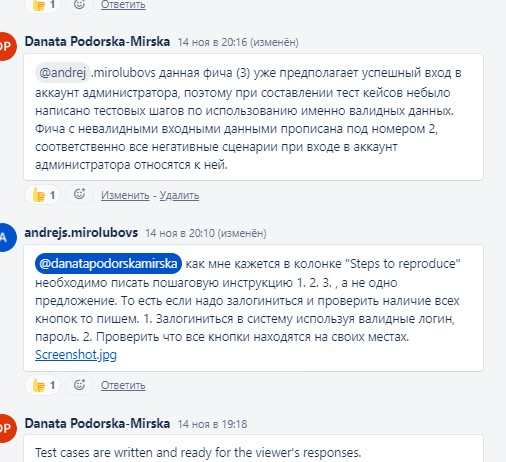 👍 1 Ответить
DP Danata Podorska-Mirska 14 ноя в 20:16 (изменён)
@andrej .mirolubovs данная фича (3) уже предполагает успешный вход в
аккаунт администратора, поэтому при составлении тест кейсов небыло
написано тестовых шагов по использованию именно валидных данных.
Фича с невалидными входными данными прописана под номером 2,
соответственно все негативные сценарии при входе в аккаунт
администратора относятся к ней.
👍 1 Изменить - Удалить
A andrejs.mirolubovs 14 ноя в 20:10 (изменён)
@danatapodorskamirska как мне кажется в колонке "Steps to reproduce"
необходимо писать пошаговую инструкцию 1. 2. 3. , а не одно
предложение. То есть если надо залогиниться и проверить наличие всех
кнопок то пишем. 1. Залогиниться в систему используя валидные логин,
пароль. 2. Проверить что все кнопки находятся на своих местах.
Screenshot.jpg
👍 1 Ответить
DP Danata Podorska-Mirska 14 ноя в 19:18
Test cases are written and ready for the viewer's responses.